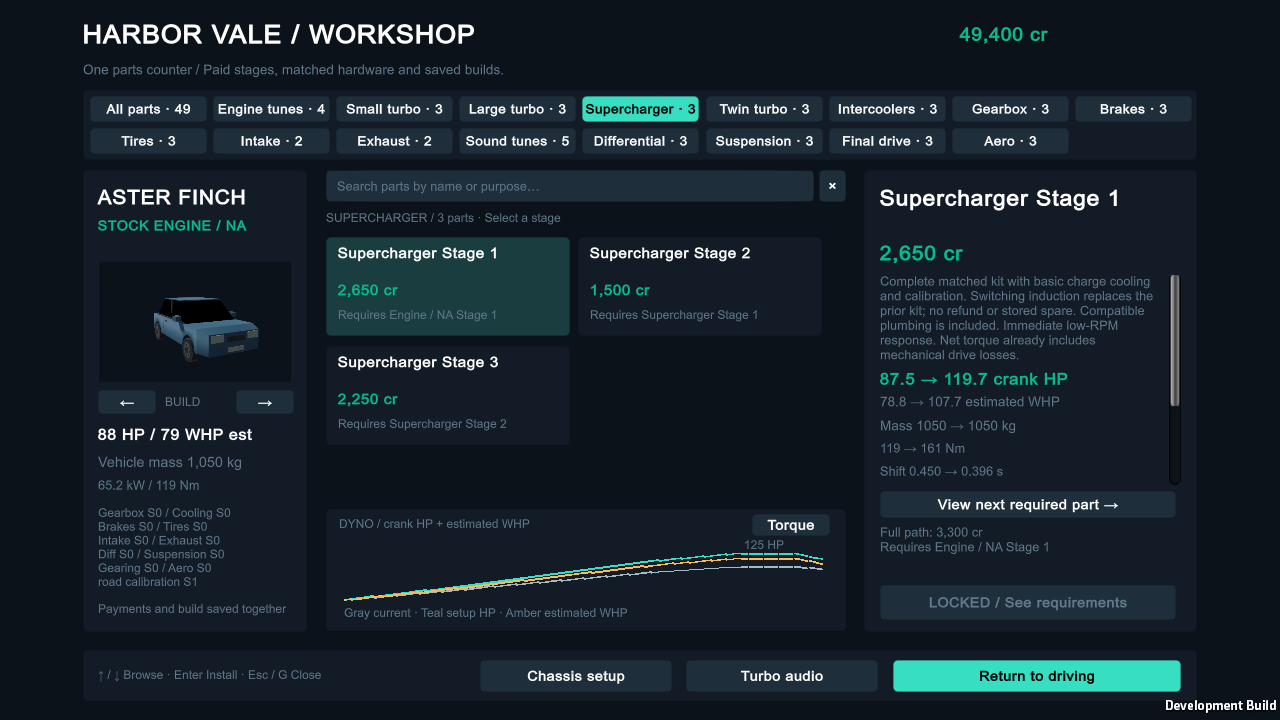 HARBOR VALE / WORKSHOP
49,400 cr
One parts counter / Paid stages, matched hardware and saved builds.
All parts · 49
Engine tunes · 4
Small turbo · 3
Large turbo · 3
Supercharger · 3
Twin turbo · 3
Intercoolers · 3
Gearbox · 3
Brakes · 3
Tires · 3
Intake · 2
Exhaust · 2
Sound tunes · 5
Differential · 3
Suspension · 3
Final drive · 3
Aero · 3
ASTER FINCH
STOCK ENGINE / NA
← BUILD →
88 HP / 79 WHP est
Vehicle mass 1,050 kg
65.2 kW / 119 Nm
Gearbox S0 / Cooling S0
Brakes S0 / Tires S0
Intake S0 / Exhaust S0
Diff S0 / Suspension S0
Gearing S0 / Aero S0
road calibration S1
Payments and build saved together
Search parts by name or purpose...
×
SUPERCHARGER / 3 parts · Select a stage
Supercharger Stage 1
2,650 cr
Requires Engine / NA Stage 1
Supercharger Stage 2
1,500 cr
Requires Supercharger Stage 1
Supercharger Stage 3
2,250 cr
Requires Supercharger Stage 2
DYNO / crank HP + estimated WHP
Torque
125 HP
Gray current · Teal setup HP · Amber estimated WHP
Supercharger Stage 1
2,650 cr
Complete matched kit with basic charge cooling
and calibration. Switching induction replaces the
prior kit; no refund or stored spare. Compatible
plumbing is included. Immediate low-RPM
response. Net torque already includes
mechanical drive losses.
87.5 → 119.7 crank HP
78.8 → 107.7 estimated WHP
Mass 1050 → 1050 kg
119 → 161 Nm
Shift 0.450 → 0.396 s
View next required part →
Full path: 3,300 cr
Requires Engine / NA Stage 1
LOCKED / See requirements
↑ / ↓ Browse · Enter Install · Esc / G Close
Chassis setup
Turbo audio
Return to driving
Development Build